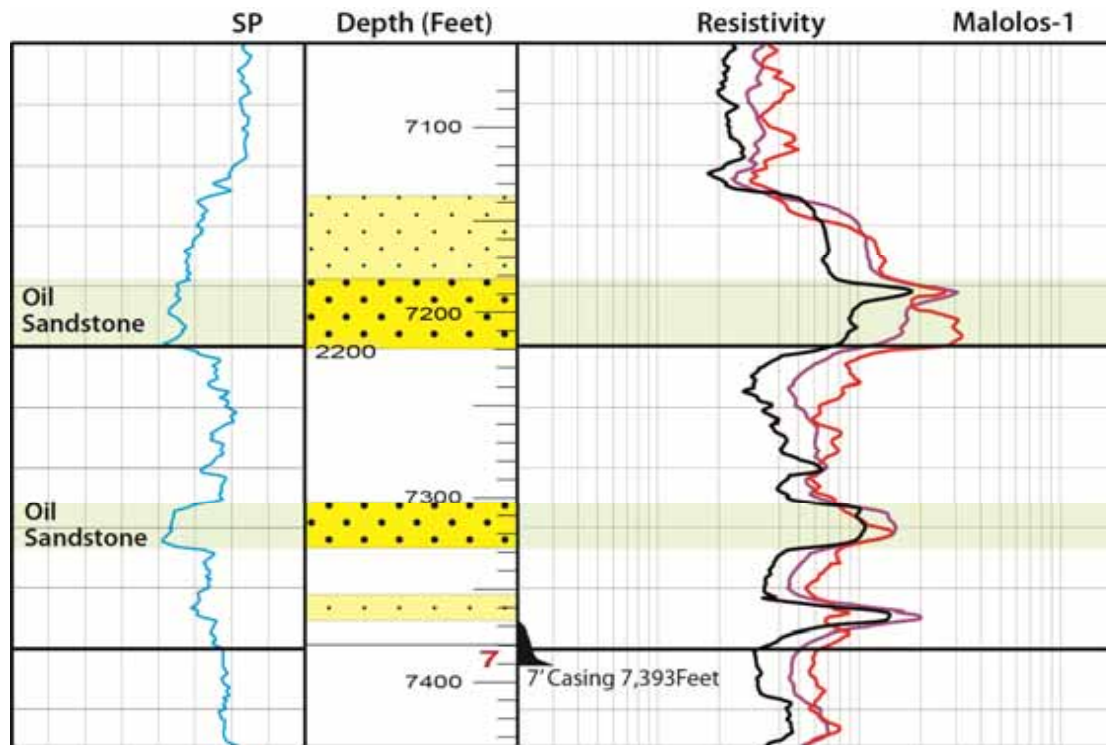 SP Depth (Feet) Resistivity Malolos-1
7100
Oil
Sandstone
7200
2200
7300
Oil
Sandstone
7
7400
7' Casing 7,393Feet